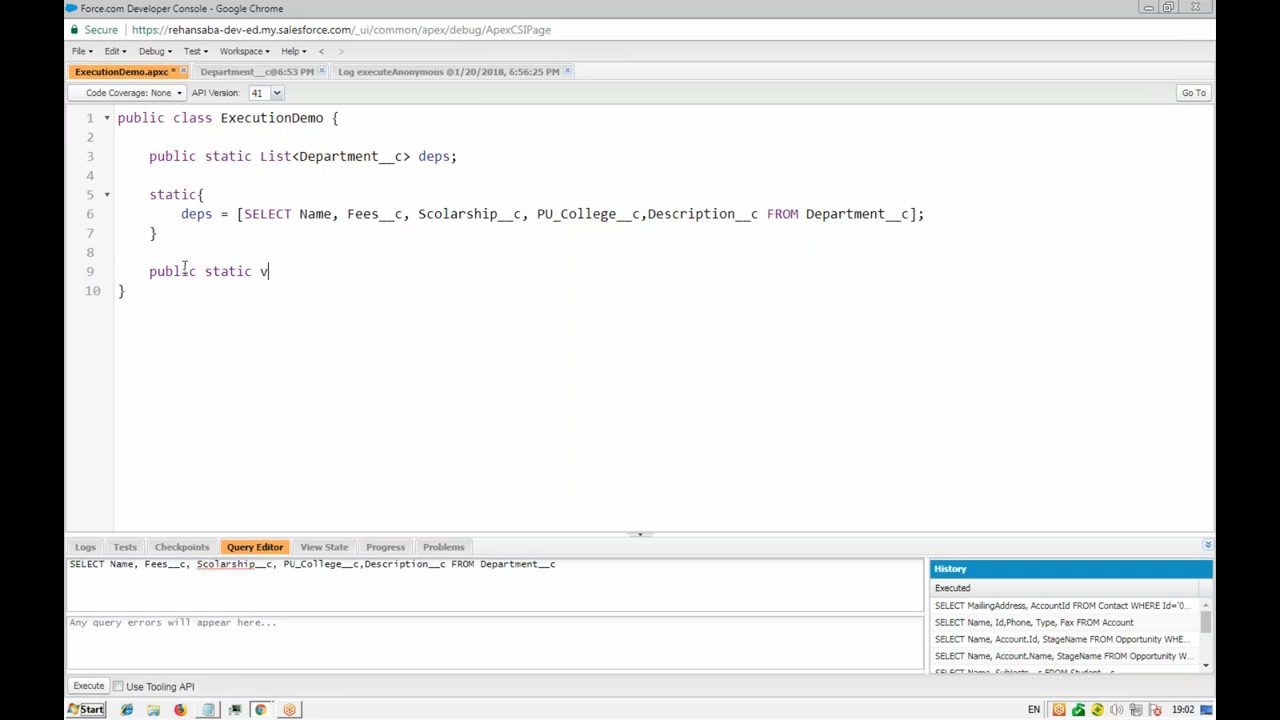 Force.com Developer Console - Google Chrome
Secure https://rehansaba-dev-ed.my.salesforce.com/_ui/common/apex/debug/ApexCSIPage
File Edit Debug Test Workspace Help < >
ExecutionDemo.apxc * Department__c@6:53 PM Log executeAnonymous @1/20/2018, 6:56:25 PM
Code Coverage: None API Version: 41 Go To
1 public class ExecutionDemo {
2
3 public static List<Department__c> deps;
4
5 static{
6 deps = [SELECT Name, Fees__c, Scolarship__c, PU_College__c,Description__c FROM Department__c];
7 }
8
9 public static v
10 }
Logs Tests Checkpoints Query Editor View State Progress Problems
SELECT Name, Fees__c, Scolarship__c, PU_College__c,Description__c FROM Department__c
Any query errors will appear here...
History
Executed
SELECT MailingAddress, AccountId FROM Contact WHERE Id='0...
SELECT Name, Id,Phone, Type, Fax FROM Account
SELECT Name, Account.Id, StageName FROM Opportunity WHE...
SELECT Name, Account.Name, StageName FROM Opportunity W...
SELECT Name, Subjects__c FROM Student__c
Execute Use Tooling API
Start EN 19:02